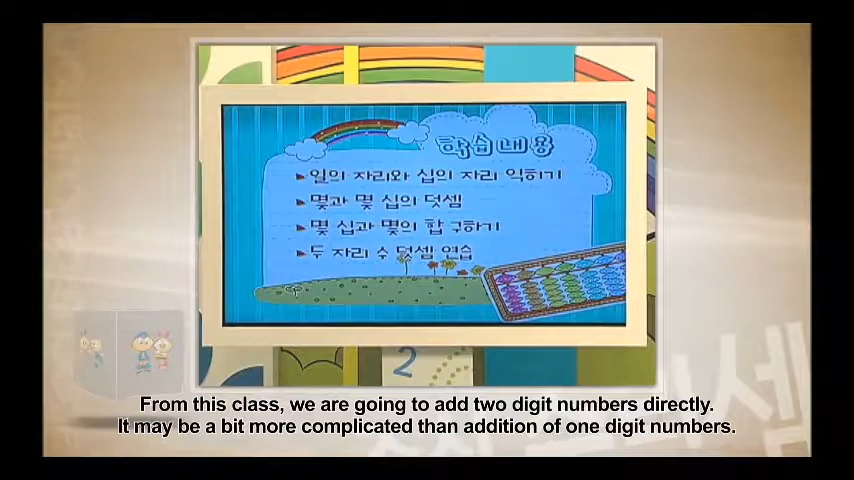 학습내용
▸일의 자리와 십의 자리 익히기
▸몇과 몇 십의 덧셈
▸몇 십과 몇의 합 구하기
▸두 자리 수 덧셈 연습
2
From this class, we are going to add two digit numbers directly.
It may be a bit more complicated than addition of one digit numbers.